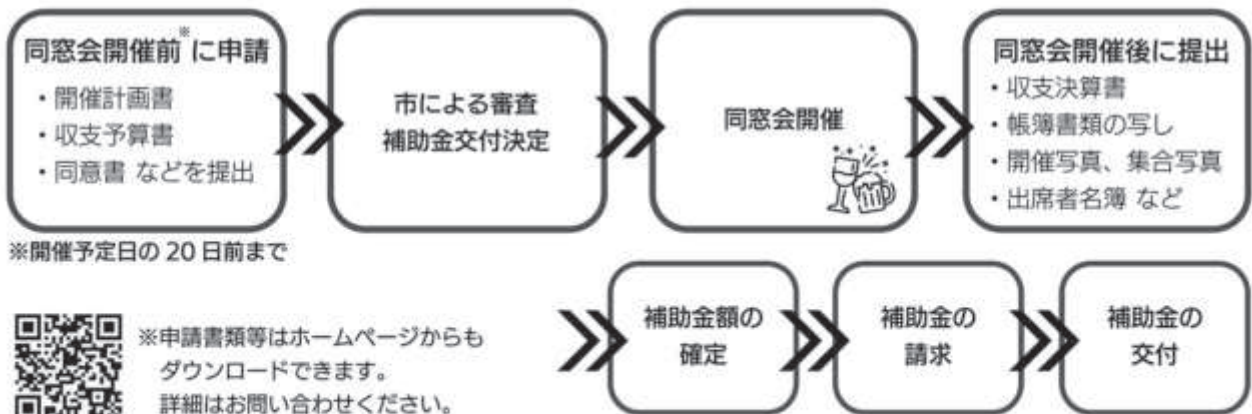 同窓会開催前※に申請
・開催計画書
・収支予算書
・同意書 などを提出
市による審査
補助金交付決定
同窓会開催
同窓会開催後に提出
・収支決算書
・帳簿書類の写し
・開催写真、集合写真
・出席者名簿 など
※開催予定日の 20 日前まで
補助金額の
確定
補助金の
請求
補助金の
交付
※申請書類等はホームページからも
ダウンロードできます。
詳細はお問い合わせください。